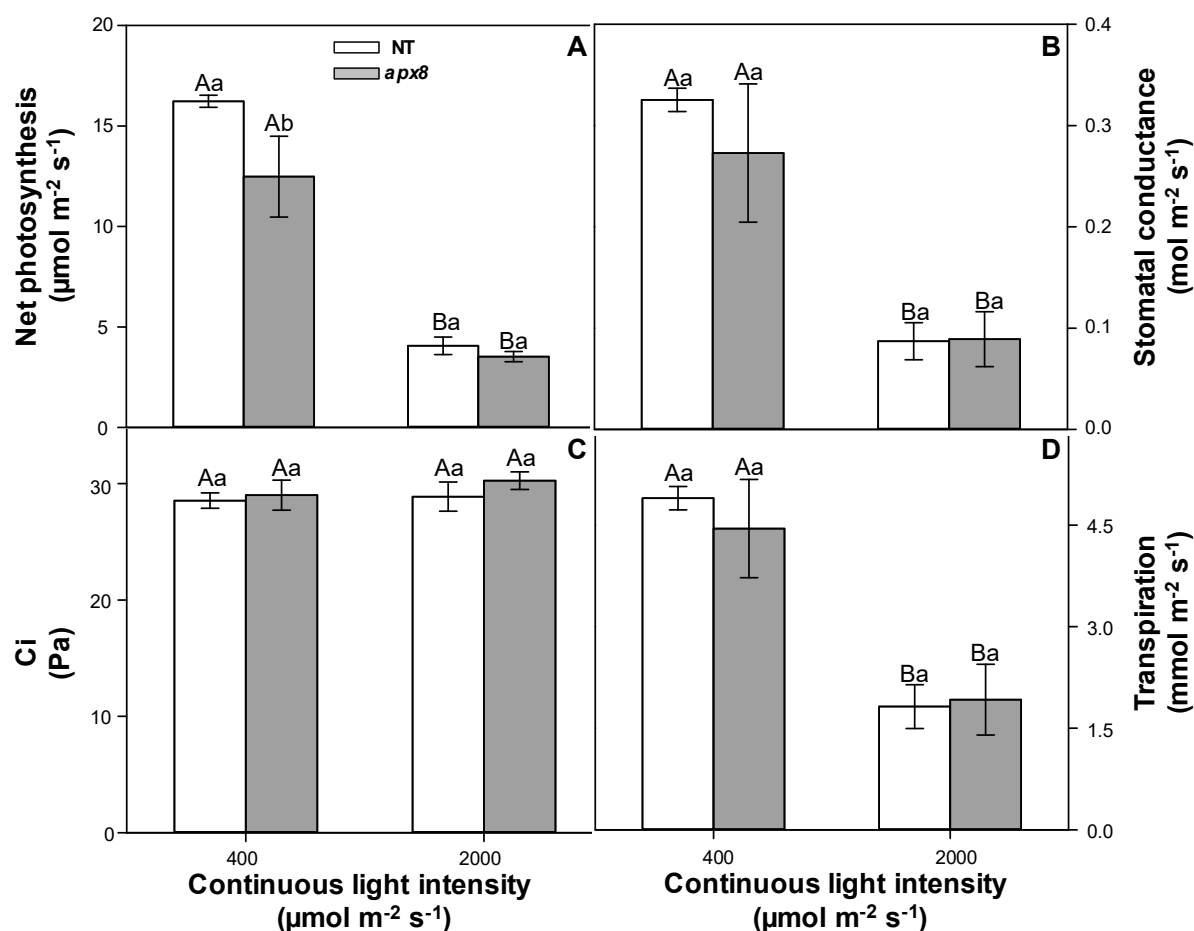 A
NT
apx8
20
15
10
5
0
Net photosynthesis
(µmol m-2 s-1)
Aa
Ab
Ba
Ba
B
0.4
0.3
0.2
0.1
0.0
Stomatal conductance
(mol m-2 s-1)
Aa
Aa
Ba
Ba
C
30
20
10
0
Ci
(Pa)
Aa
Aa
Aa
Aa
400
2000
Continuous light intensity
(µmol m-2 s-1)
D
4.5
3.0
1.5
0.0
Transpiration
(mmol m-2 s-1)
Aa
Aa
Ba
Ba
400
2000
Continuous light intensity
(µmol m-2 s-1)